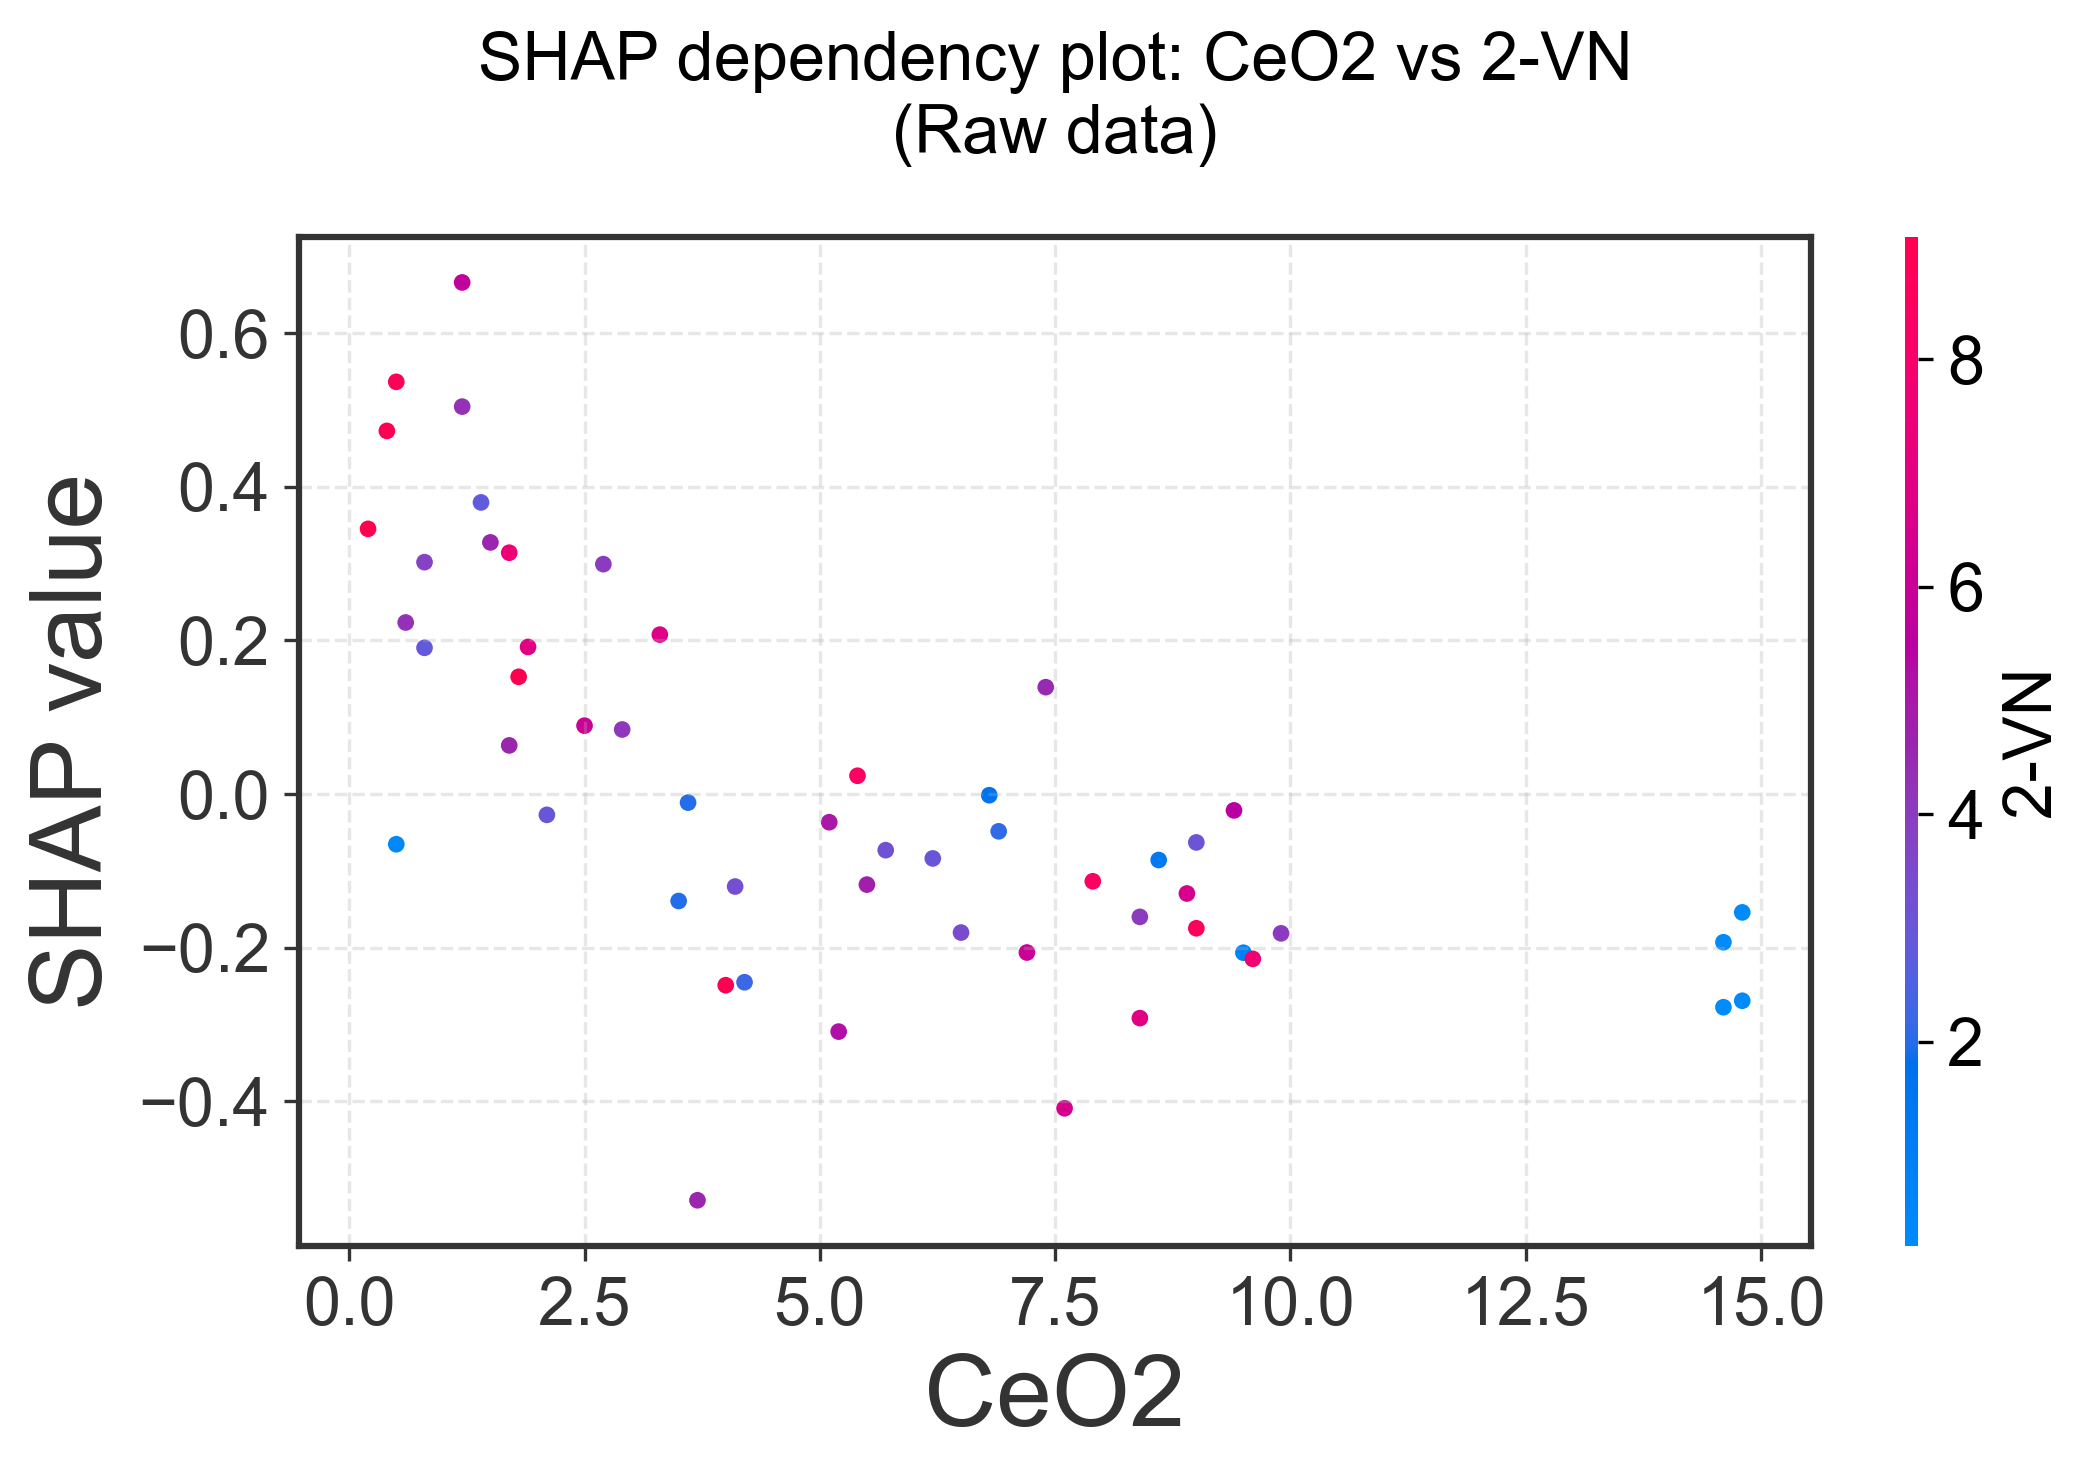 SHAP dependency plot: CeO2 vs 2-VN
(Raw data)
SHAP value
0.6
0.4
0.2
0.0
−0.2
−0.4
0.0 2.5 5.0 7.5 10.0 12.5 15.0
CeO2
8
6
4
2
2-VN